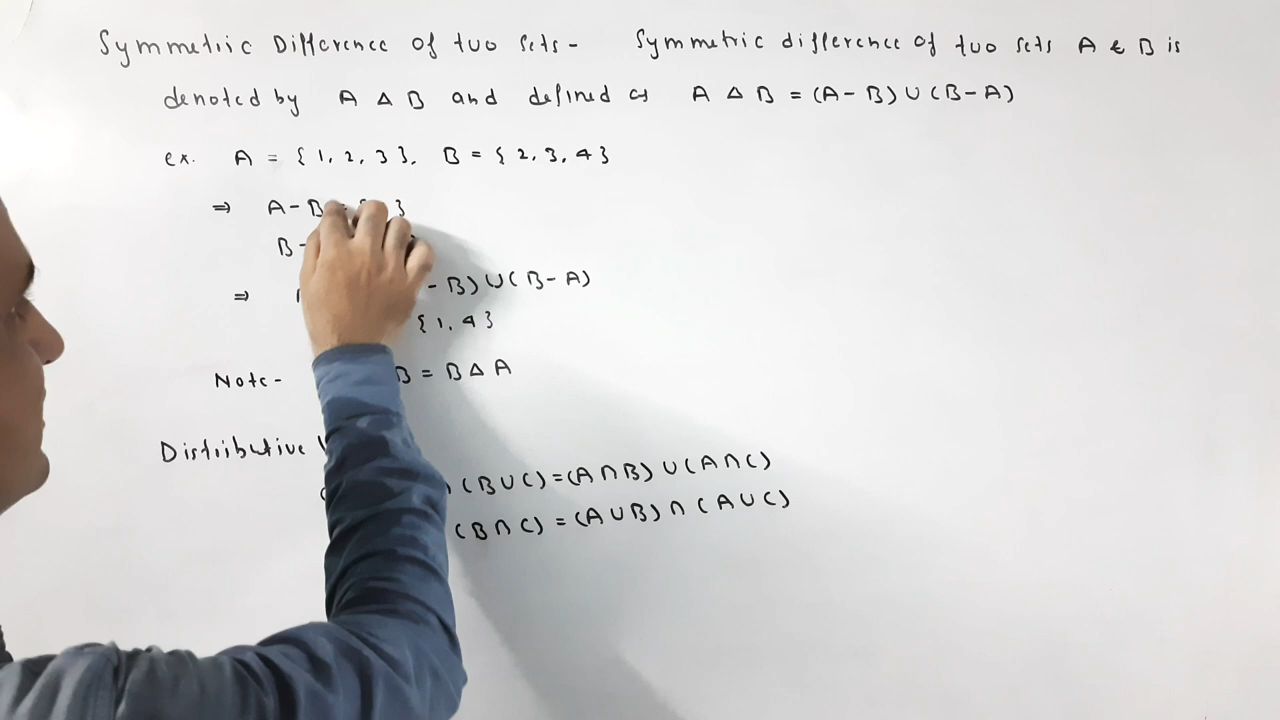 Symmetric Difference of two sets - Symmetric difference of two sets A & B is
denoted by A Δ B and defined as A Δ B = (A - B) ∪ (B - A)
ex. A = { 1, 2, 3 }, B = { 2, 3, 4 }
⇒ A - B = }
B -
⇒ - B) ∪ ( B - A)
{ 1, 4 }
Note - B = B Δ A
Distributive
(B ∪ C) = (A ∩ B) ∪ (A ∩ C)
(B ∩ C) = (A ∪ B) ∩ (A ∪ C)